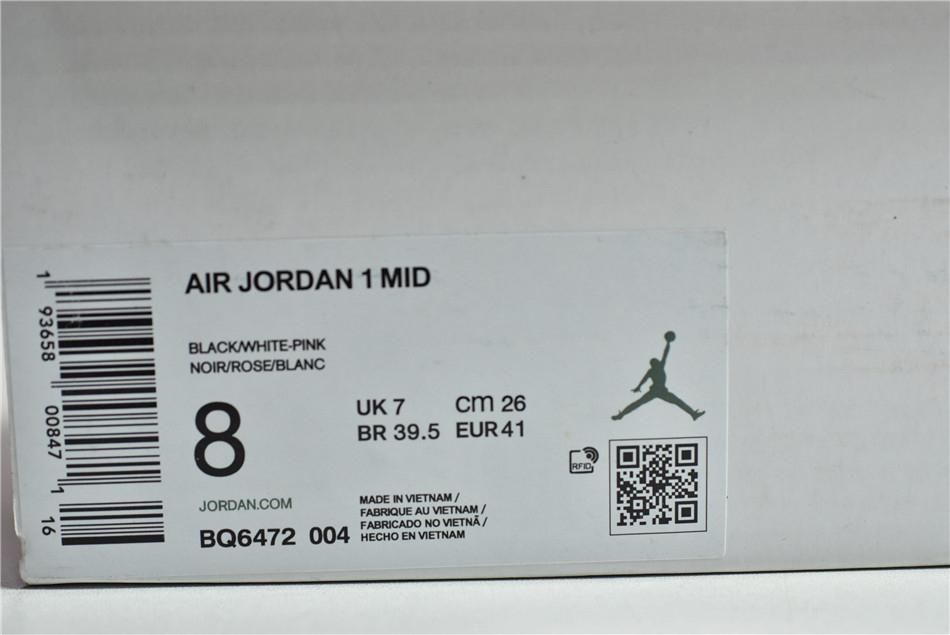 AIR JORDAN 1 MID
BLACK/WHITE-PINK
NOIR/ROSE/BLANC
8
UK 7 cm 26
BR 39.5 EUR 41
JORDAN.COM
BQ6472 004
MADE IN VIETNAM /
FABRIQUE AU VIETNAM /
FABRICADO NO VIETNÃ /
HECHO EN VIETNAM
RFID
1 93658 00847 1 16